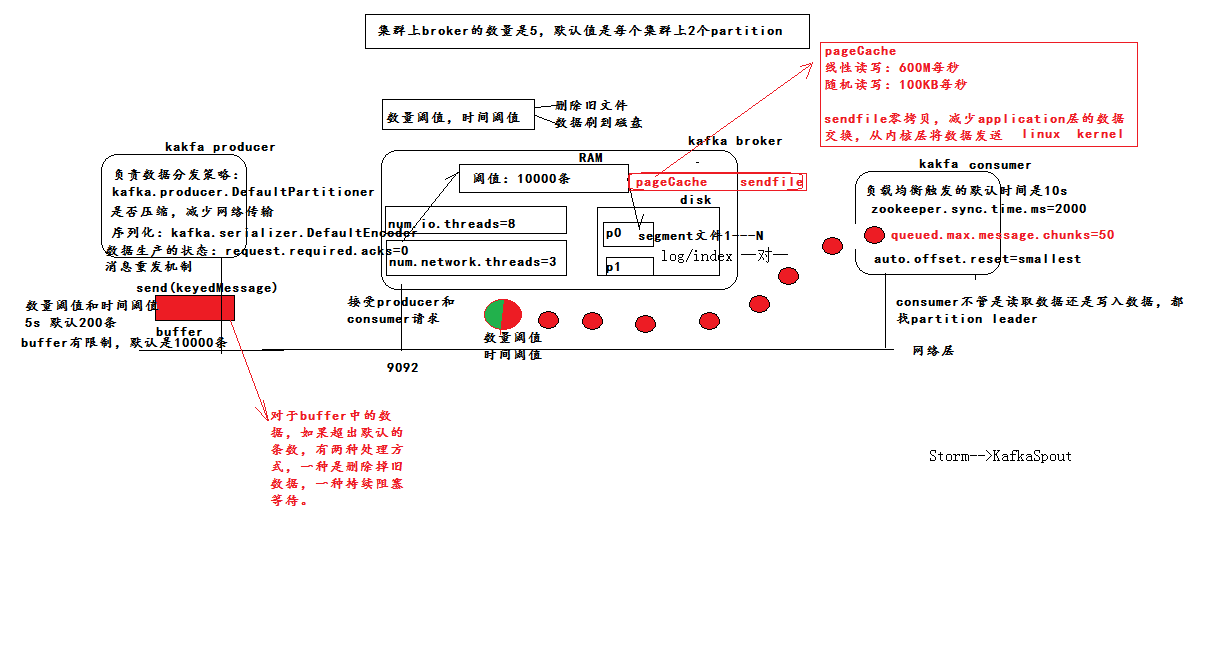 集群上broker的数量是5，默认值是每个集群上2个partition
pageCache
线性读写：600M每秒
随机读写：100KB每秒
sendfile零拷贝，减少application层的数据
交换，从内核层将数据发送 linux kernel
数量阈值，时间阈值
删除旧文件
数据刷到磁盘
kakfa producer
负责数据分发策略：
kafka.producer.DefaultPartitioner
是否压缩，减少网络传输
序列化：kafka.serializer.DefaultEncoder
数据生产的状态：request.required.acks=0
消息重发机制
send(keyedMessage)
数量阈值和时间阈值
5s 默认200条
buffer
buffer有限制，默认是10000条
对于buffer中的数
据，如果超出默认的
条数，有两种处理方
式，一种是删除掉旧
数据，一种持续阻塞
等待。
kafka broker
RAM
阈值：10000条
pageCache sendfile
disk
num.io.threads=8
num.network.threads=3
p0
segment文件1---N
log/index 一对一
p1
接受producer和
consumer请求
数量阈值
时间阈值
9092
kakfa consumer
负载均衡触发的默认时间是10s
zookeeper.sync.time.ms=2000
queued.max.message.chunks=50
auto.offset.reset=smallest
consumer不管是读取数据还是写入数据，都
找partition leader
网络层
Storm-->KafkaSpout